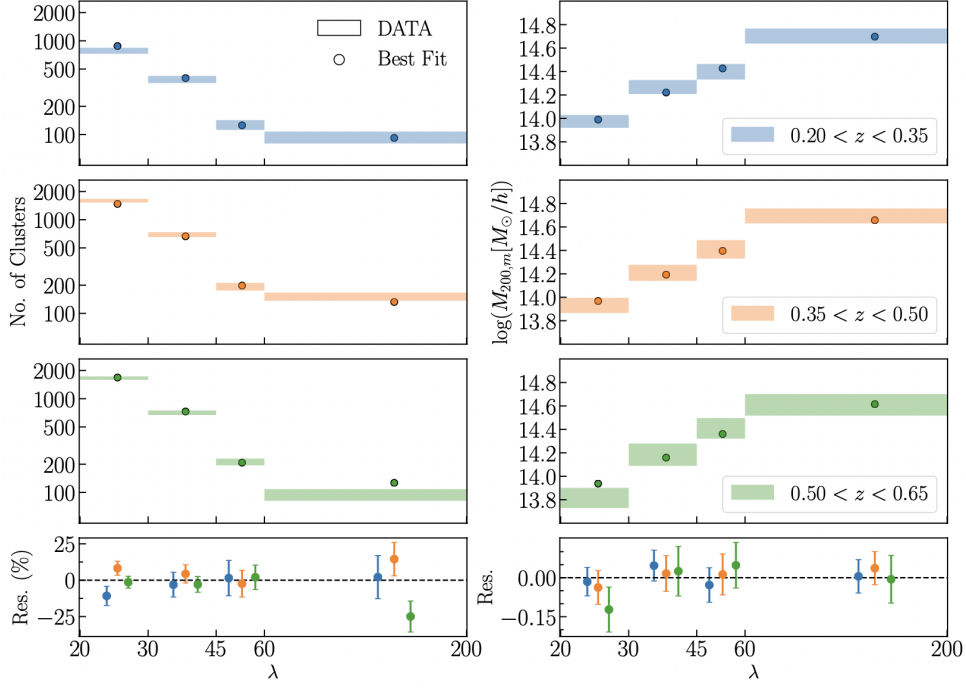 2000
1000
500
200
100
DATA
Best Fit
14.8
14.6
14.4
14.2
14.0
13.8
0.20 < z < 0.35
No. of Clusters
2000
1000
500
200
100
log(M200,m[M⊙/h])
14.8
14.6
14.4
14.2
14.0
13.8
0.35 < z < 0.50
2000
1000
500
200
100
14.8
14.6
14.4
14.2
14.0
13.8
0.50 < z < 0.65
Res. (%)
25
0
−25
20 30 45 60 200
λ
Res.
0.00
−0.15
20 30 45 60 200
λ